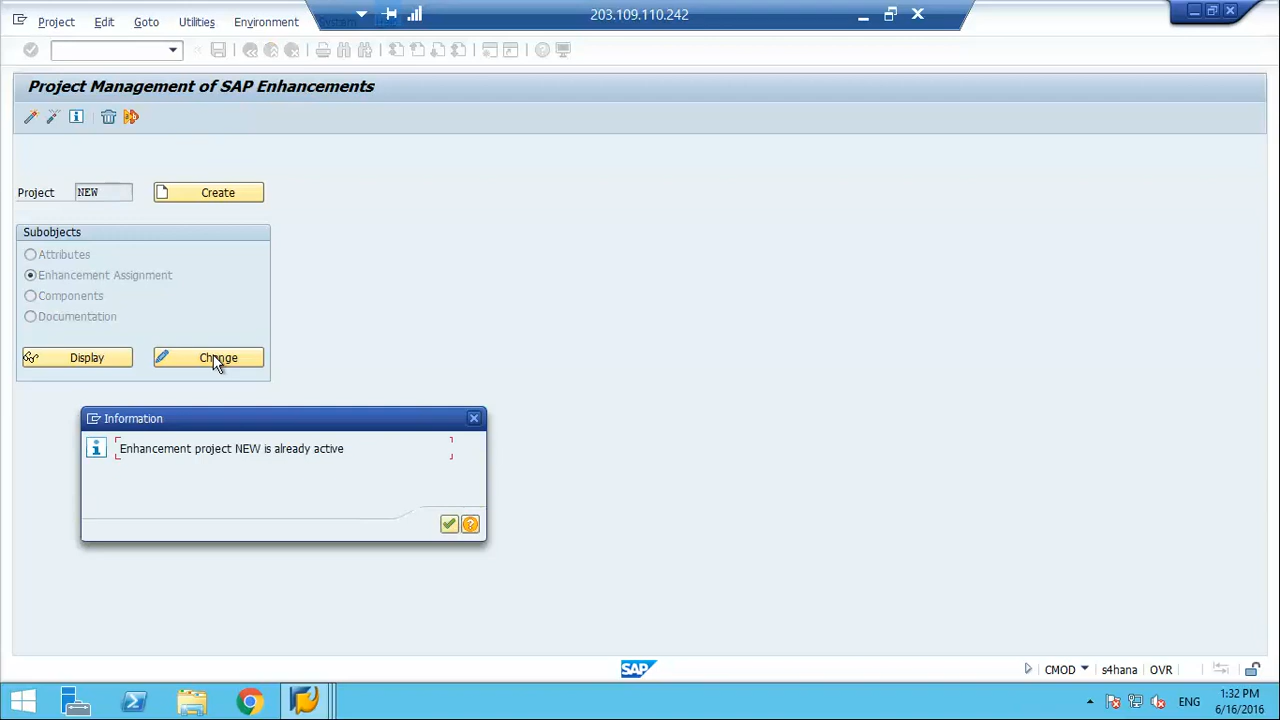 203.109.110.242
Project Edit Goto Utilities Environment System
Project Management of SAP Enhancements
Project NEW Create
Subobjects
Attributes
Enhancement Assignment
Components
Documentation
Display Change
Information
Enhancement project NEW is already active
SAP
CMOD s4hana OVR
ENG
1:32 PM
6/16/2016